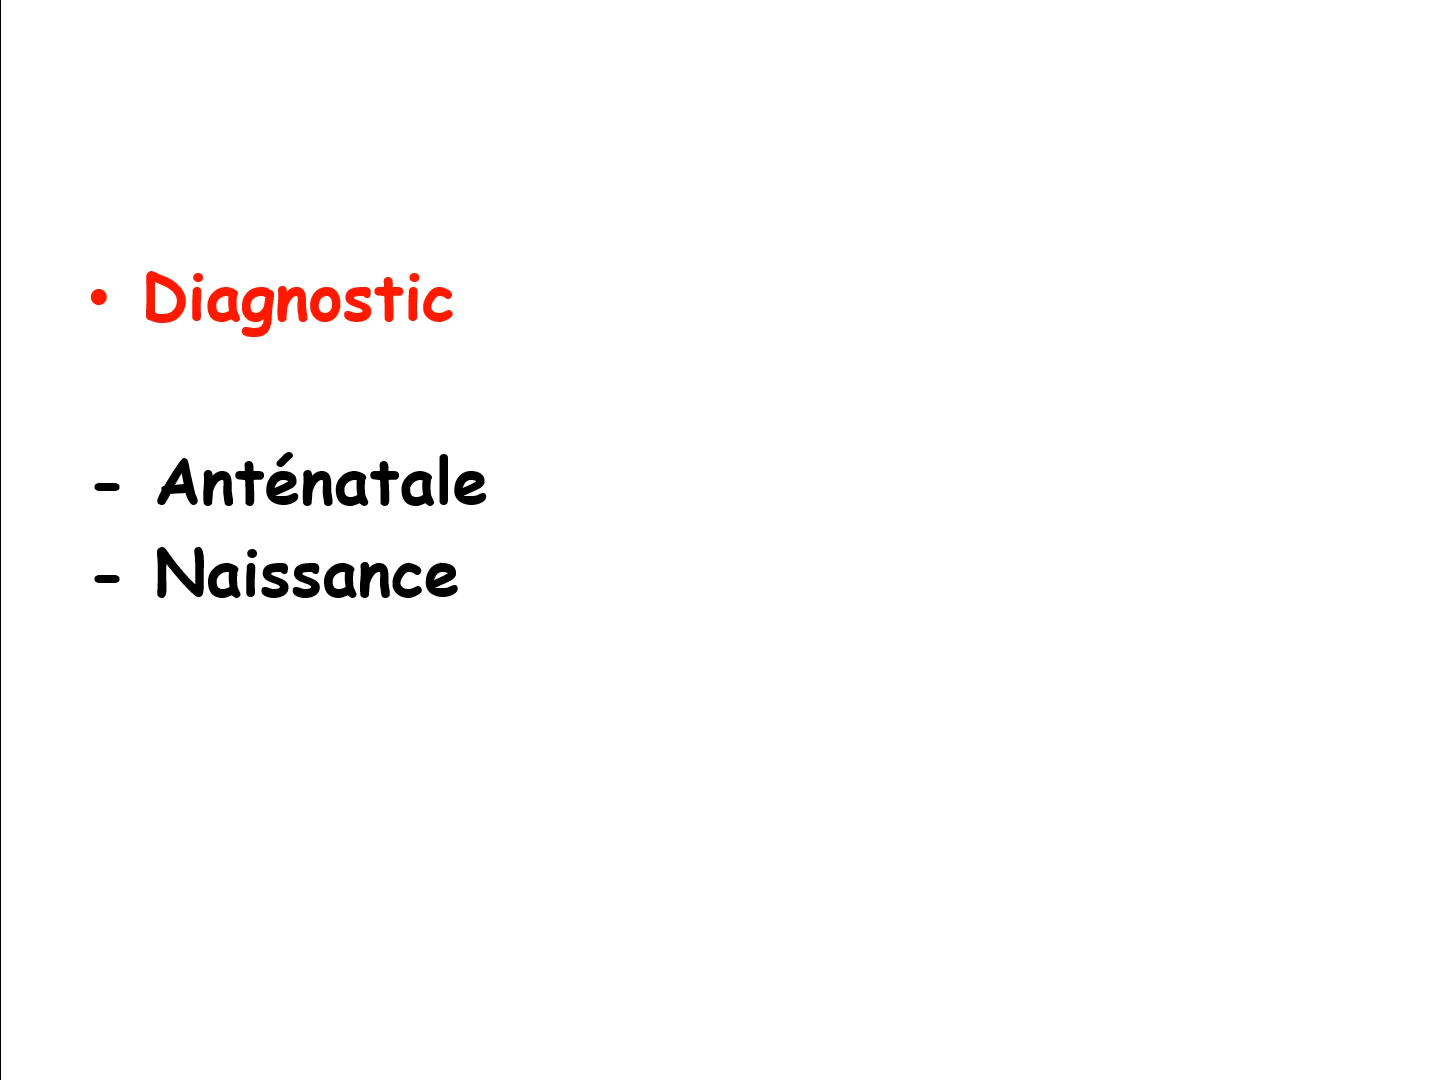 • Diagnostic
- Anténatale
- Naissance